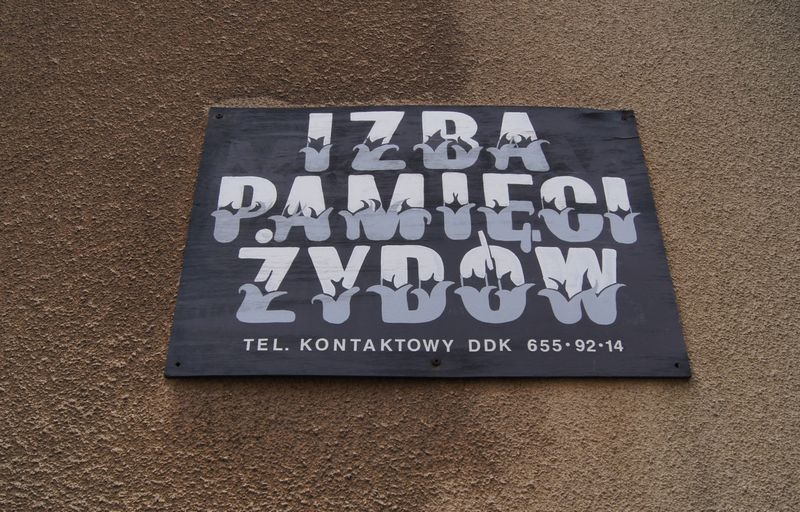 IZBA
PAMIĘCI
ŻYDÓW
TEL. KONTAKTOWY DDK 655·92·14